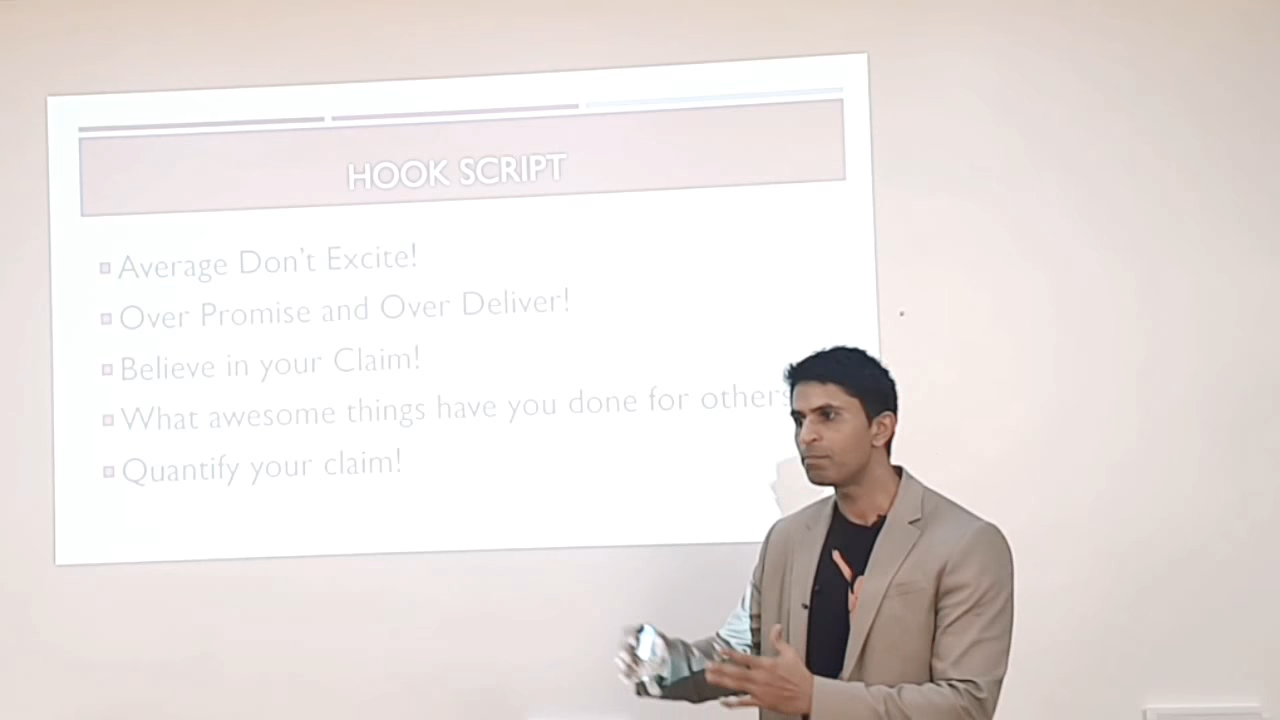 HOOK SCRIPT
Average Don't Excite!
Over Promise and Over Deliver!
Believe in your Claim!
What awesome things have you done for others
Quantify your claim!